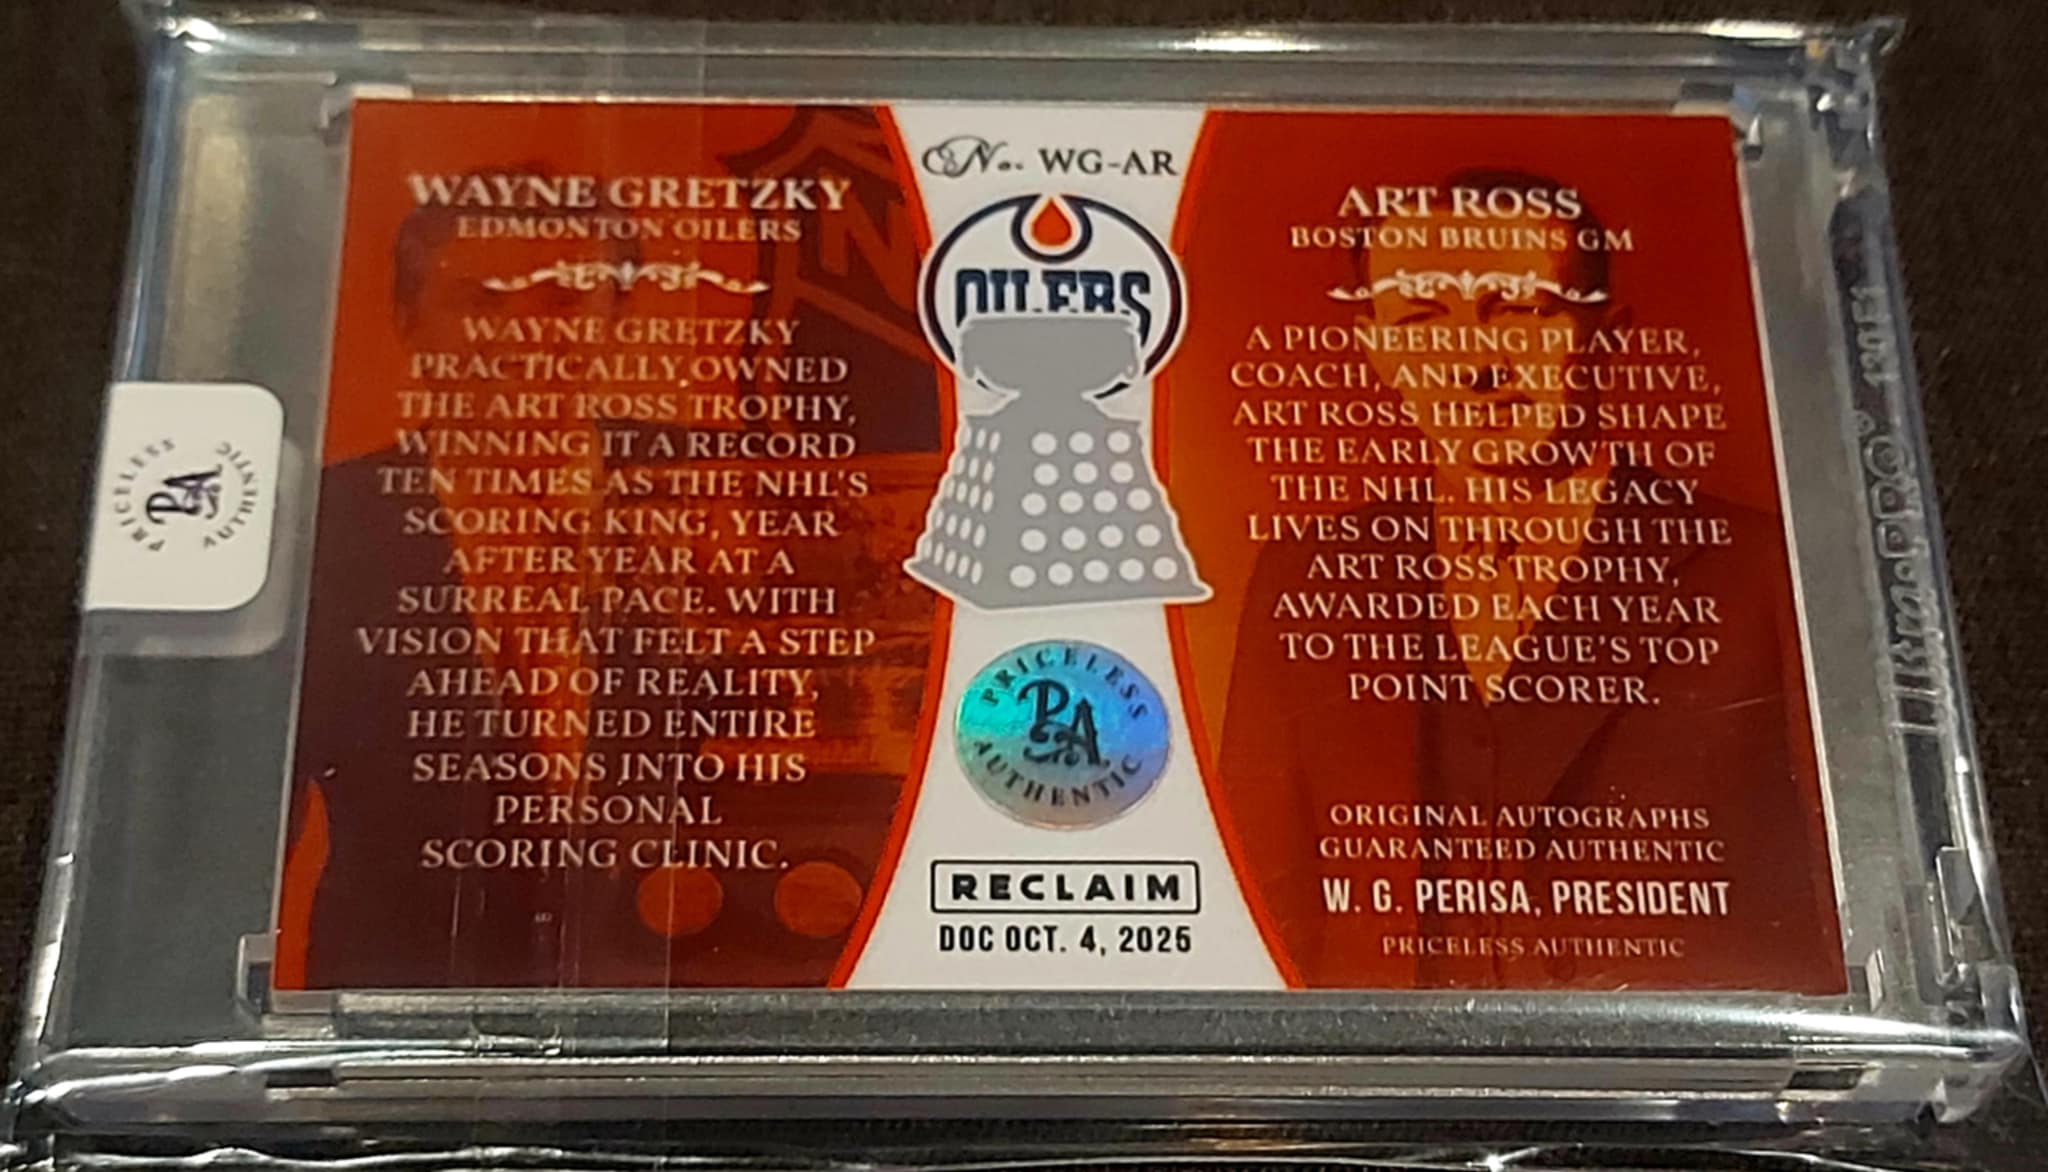 No. WG-AR
OILERS
WAYNE GRETZKY
EDMONTON OILERS
WAYNE GRETZKY
PRACTICALLY OWNED
THE ART ROSS TROPHY,
WINNING IT A RECORD
TEN TIMES AS THE NHL'S
SCORING KING, YEAR
AFTER YEAR AT A
SURREAL PACE. WITH
VISION THAT FELT A STEP
AHEAD OF REALITY,
HE TURNED ENTIRE
SEASONS INTO HIS
PERSONAL
SCORING CLINIC.
PRICELESS
PA
AUTHENTIC
PRICELESS
PA
AUTHENTIC
RECLAIM
DOC OCT. 4, 2025
ART ROSS
BOSTON BRUINS GM
A PIONEERING PLAYER,
COACH, AND EXECUTIVE,
ART ROSS HELPED SHAPE
THE EARLY GROWTH OF
THE NHL. HIS LEGACY
LIVES ON THROUGH THE
ART ROSS TROPHY,
AWARDED EACH YEAR
TO THE LEAGUE'S TOP
POINT SCORER.
ORIGINAL AUTOGRAPHS
GUARANTEED AUTHENTIC
W. G. PERISA, PRESIDENT
PRICELESS AUTHENTIC